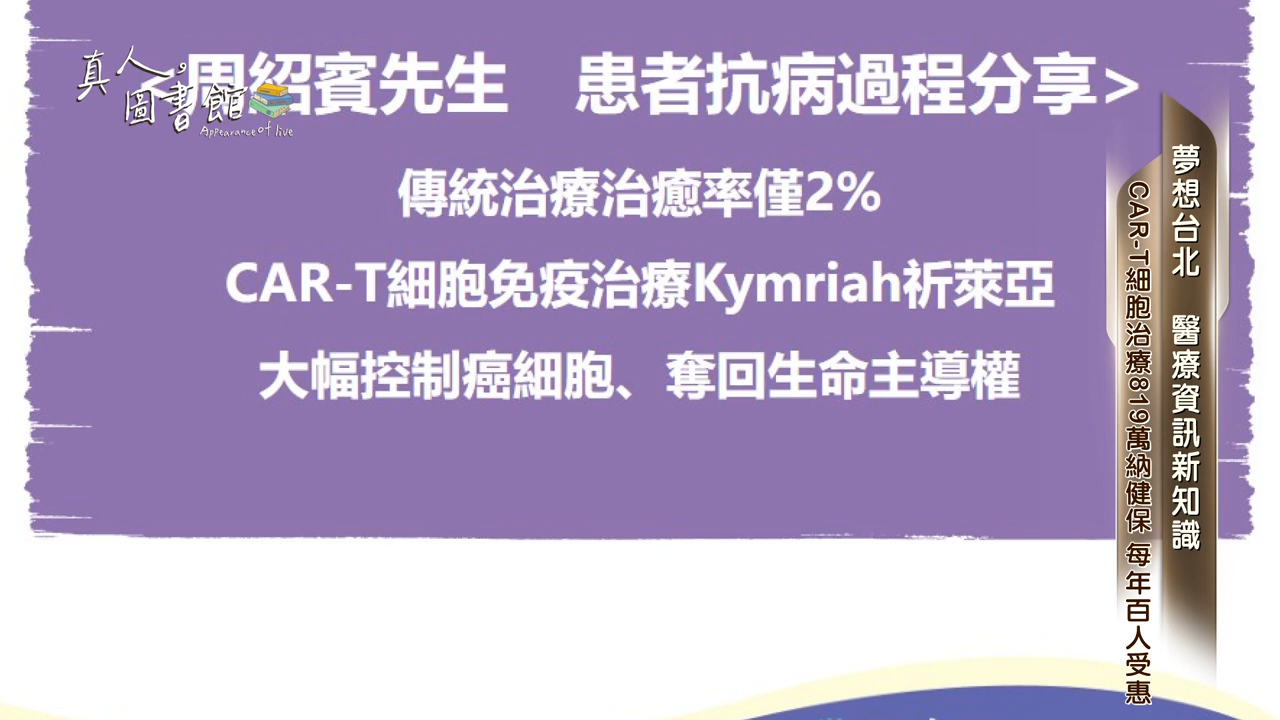 真人
圖書館
Appearance of live
周紹賓先生 患者抗病過程分享>
傳統治療治癒率僅2%
CAR-T細胞免疫治療Kymriah祈萊亞
大幅控制癌細胞、奪回生命主導權
夢想台北 醫療資訊新知識
CAR-T細胞治療819萬納健保 每年百人受惠